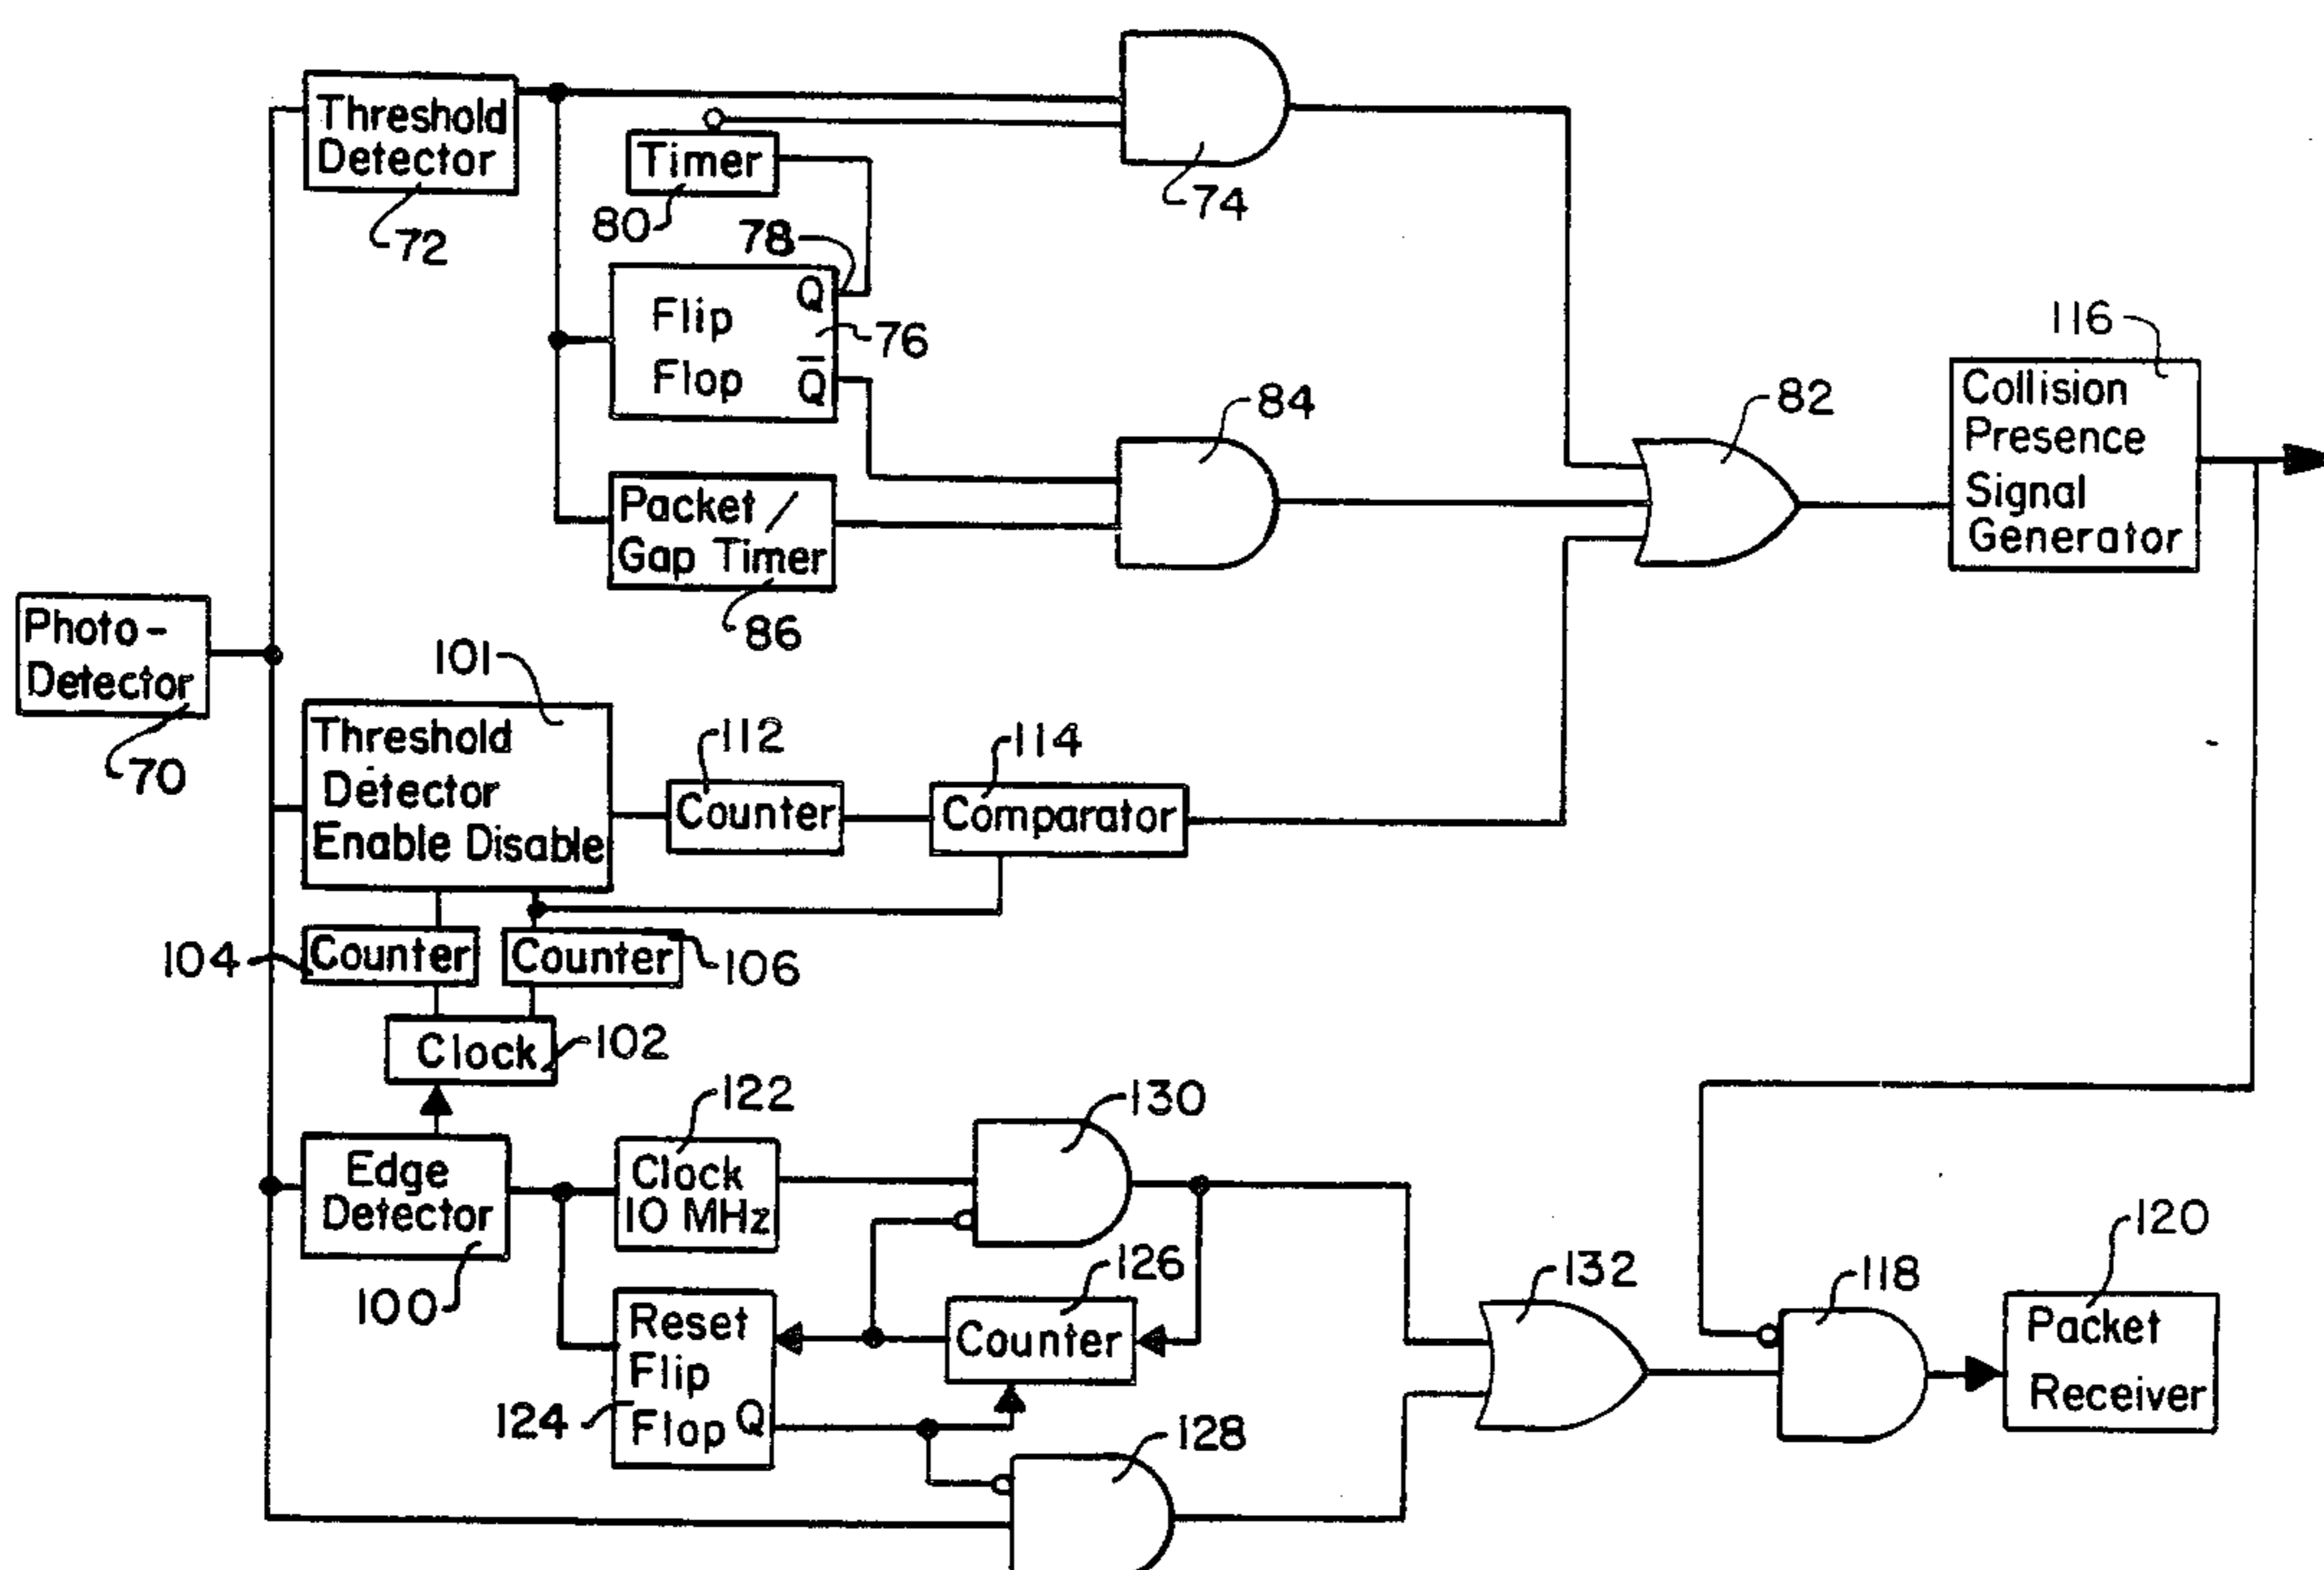 Threshold
Detector
72
Timer
80
78
74
Flip
Flop
Q
Q̅
76
Packet /
Gap Timer
86
84
82
116
Collision
Presence
Signal
Generator
Photo-
Detector
70
101
Threshold
Detector
Enable Disable
112
Counter
114
Comparator
104
Counter
Counter
106
Clock
102
Edge
Detector
100
122
Clock
10 MHz
130
126
Counter
Reset
Flip
Flop Q
124
128
132
118
120
Packet
Receiver